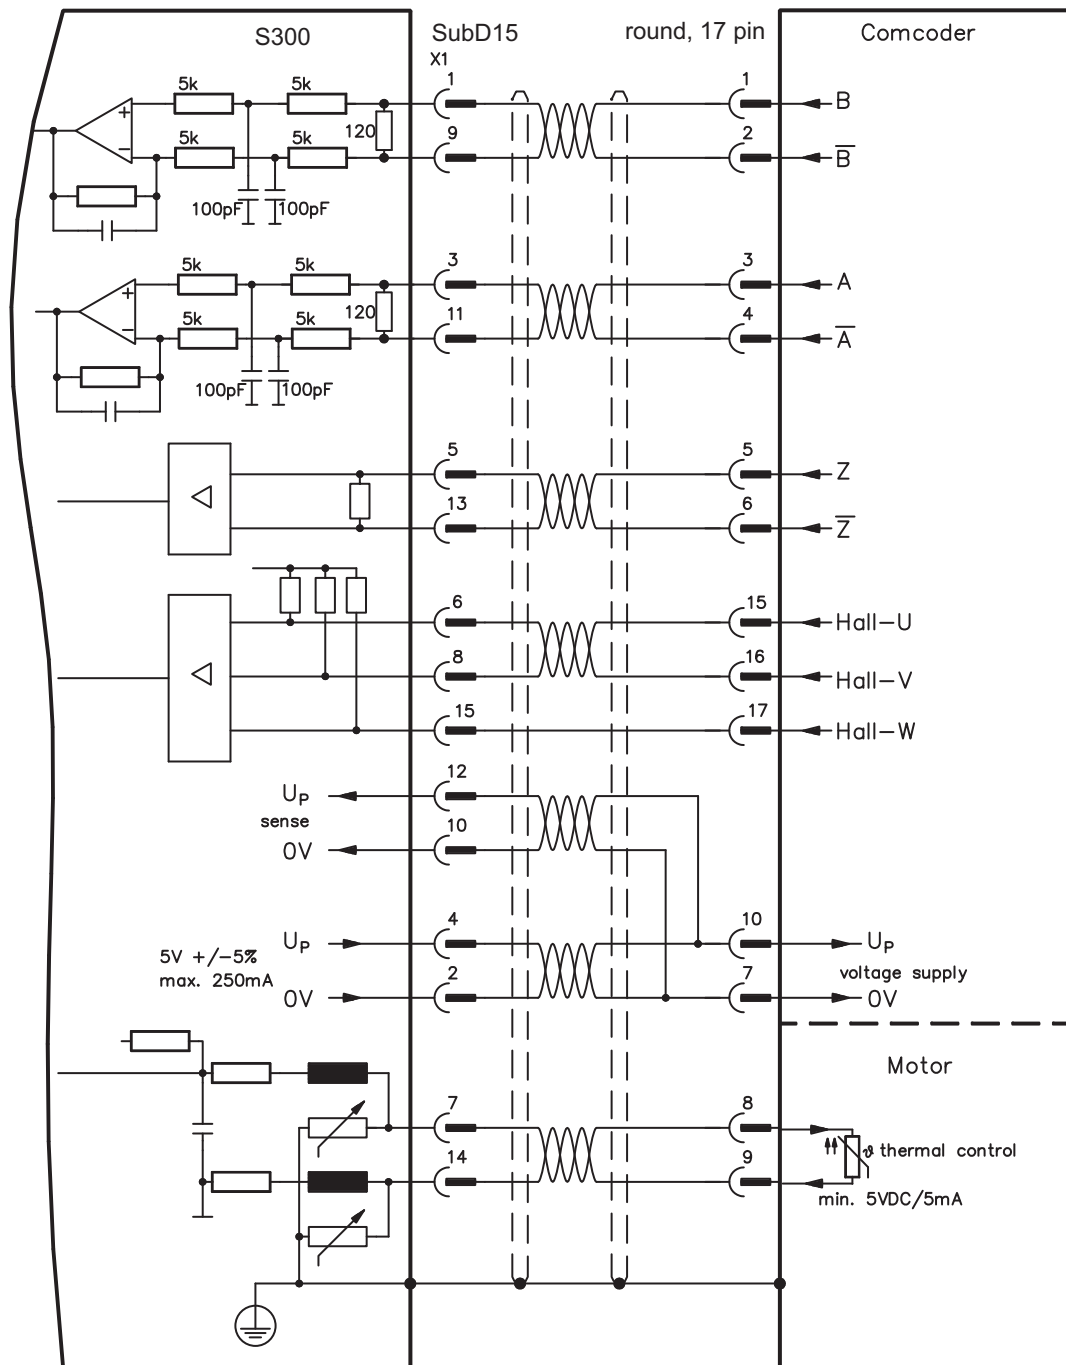 S300
SubD15
round, 17 pin
Comcoder
X1
5k
5k
1
1
B
120
5k
5k
9
2
B̅
100pF
100pF
5k
5k
3
3
A
120
5k
5k
11
4
A̅
100pF
100pF
5
5
Z
13
6
Z̅
6
15
Hall-U
8
16
Hall-V
15
17
Hall-W
UP
12
sense
0V
10
5V +/-5%
max. 250mA
UP
4
10
UP
voltage supply
0V
2
7
0V
Motor
7
8
14
9
ϑ thermal control
min. 5VDC/5mA